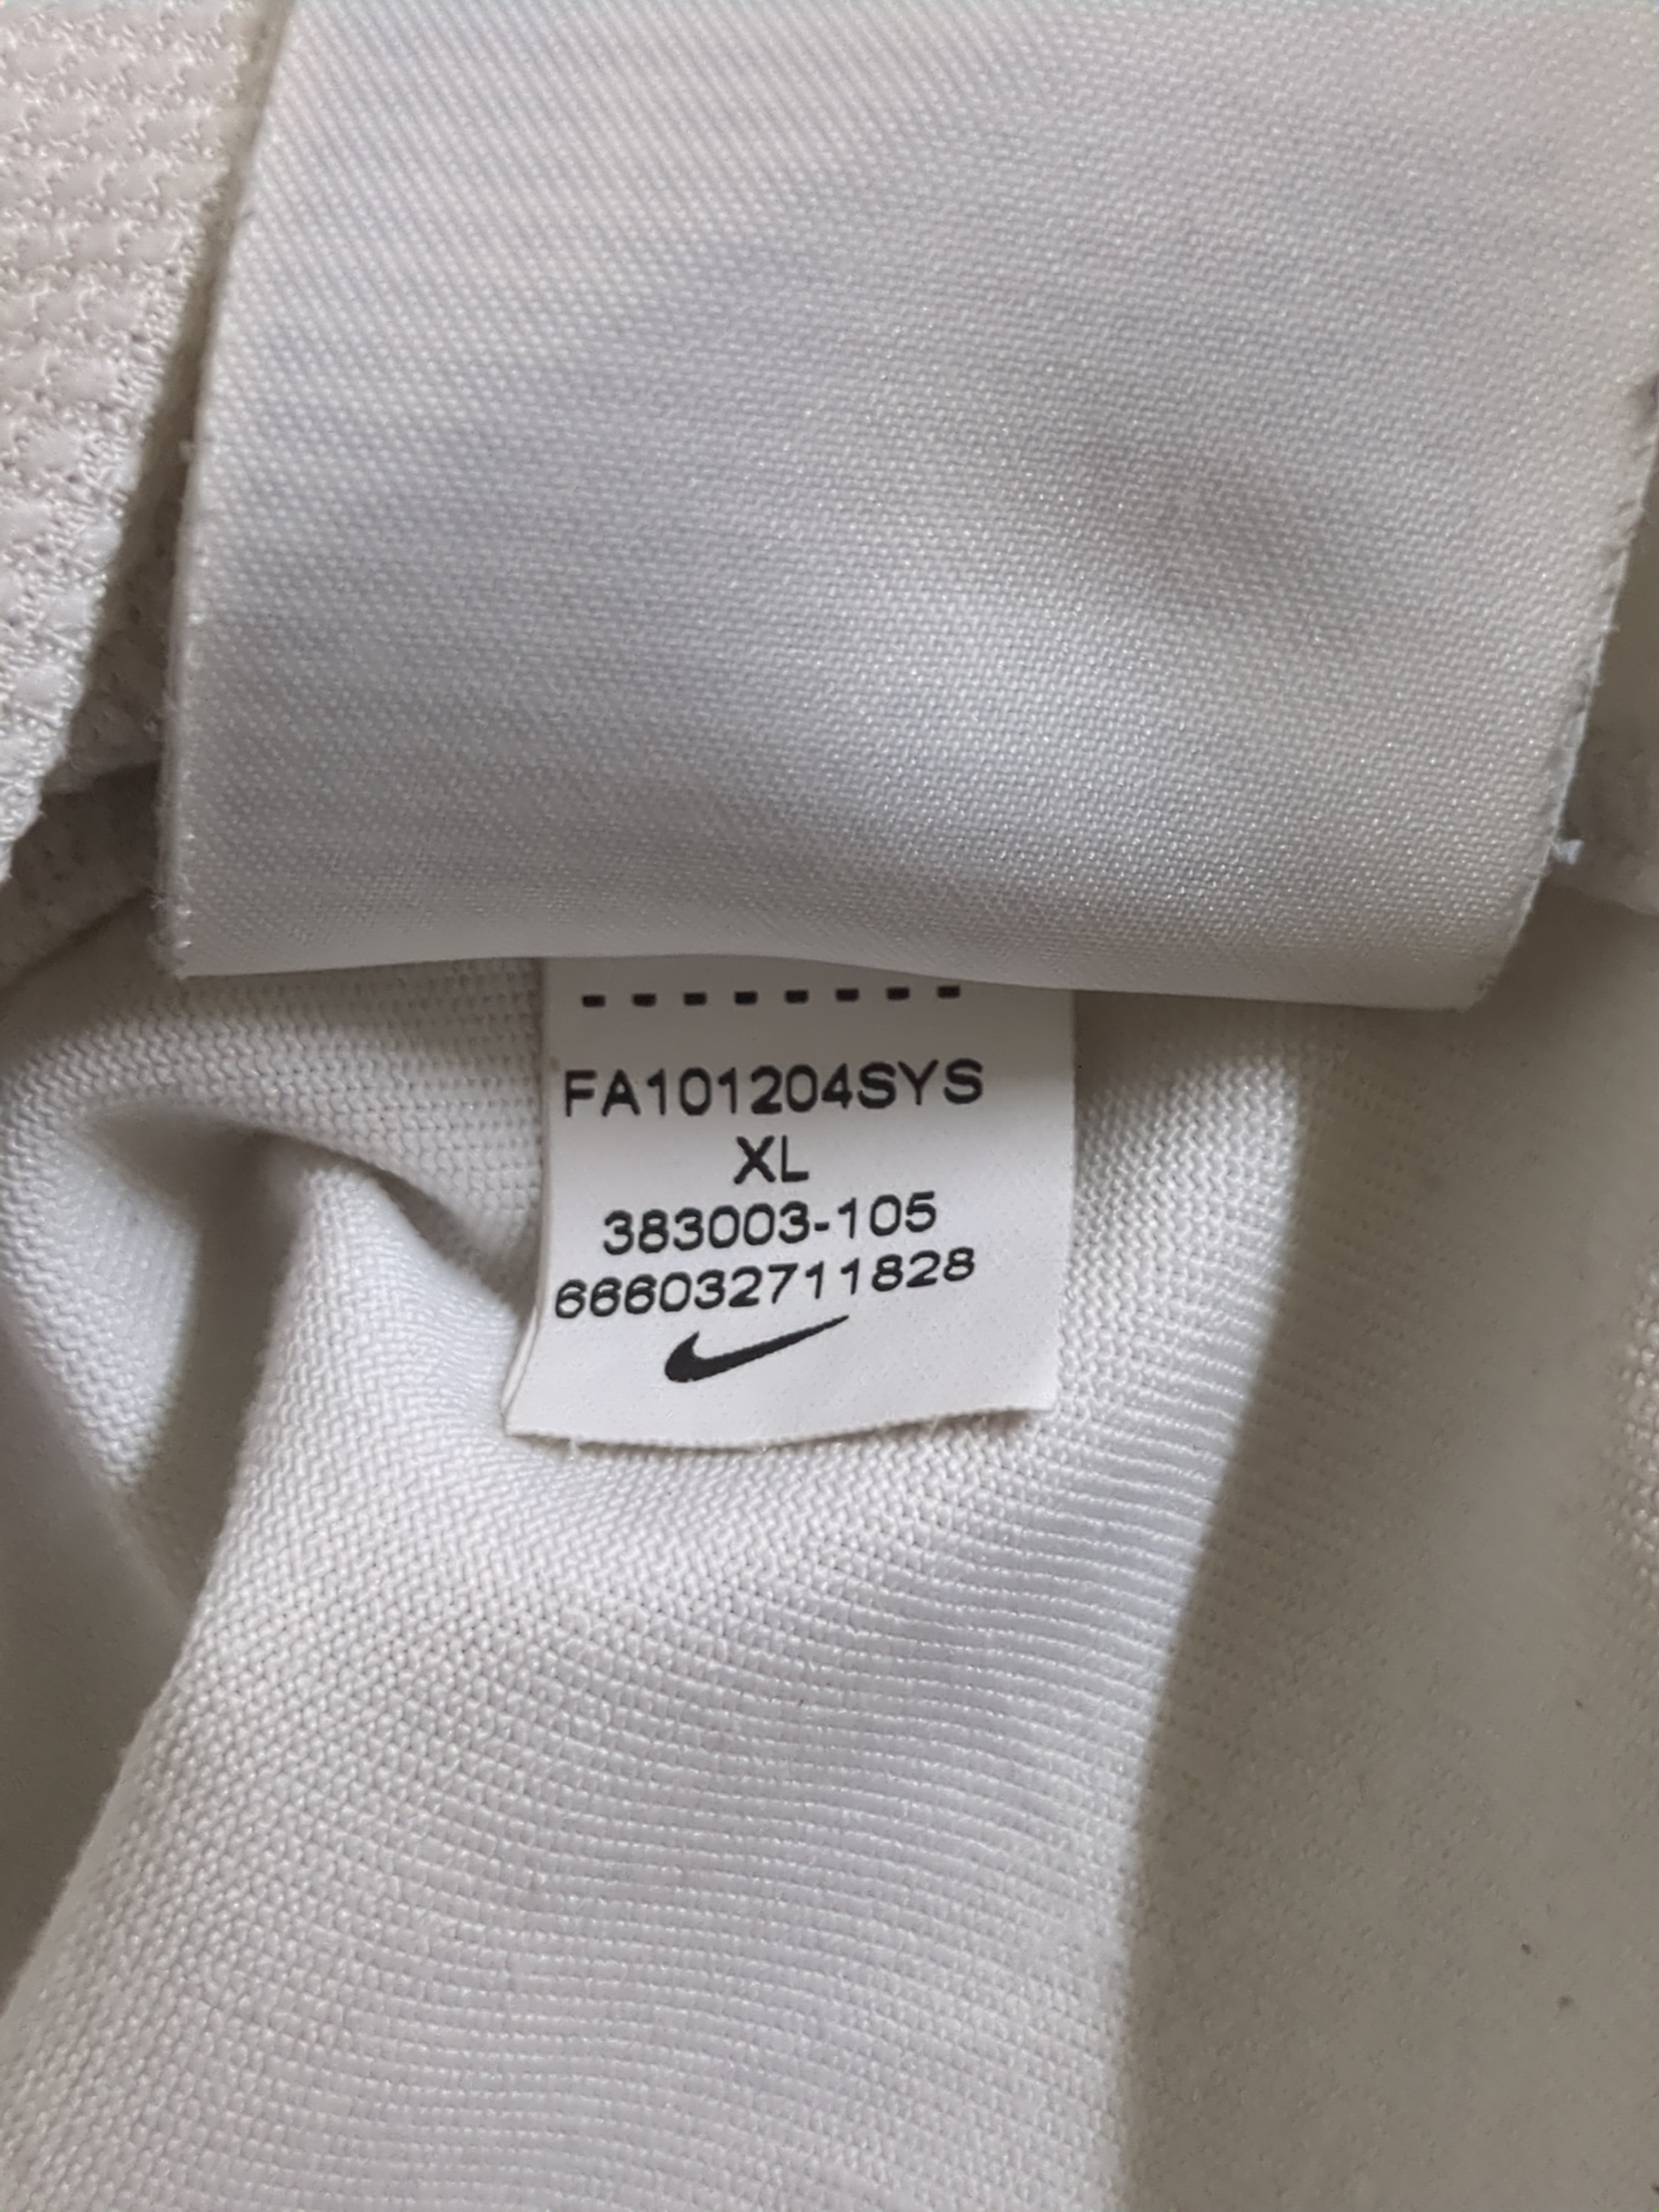 --------
FA101204SYS
XL
383003-105
666032711828